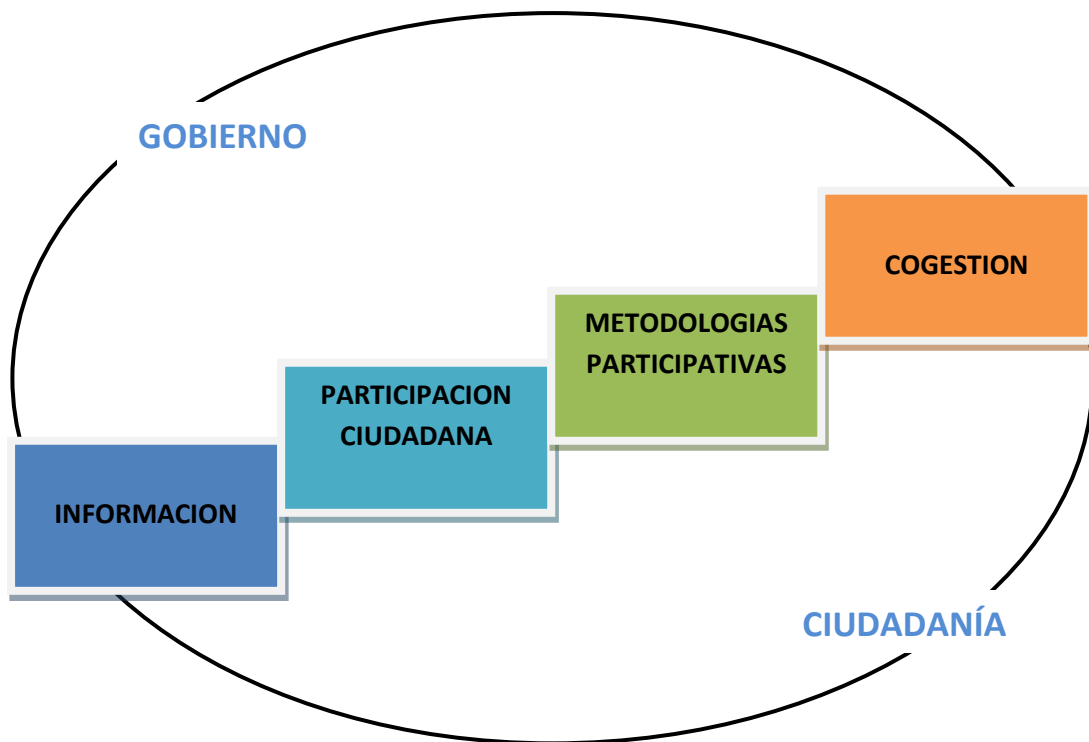 GOBIERNO
COGESTION
METODOLOGIAS
PARTICIPATIVAS
PARTICIPACION
CIUDADANA
INFORMACION
CIUDADANÍA